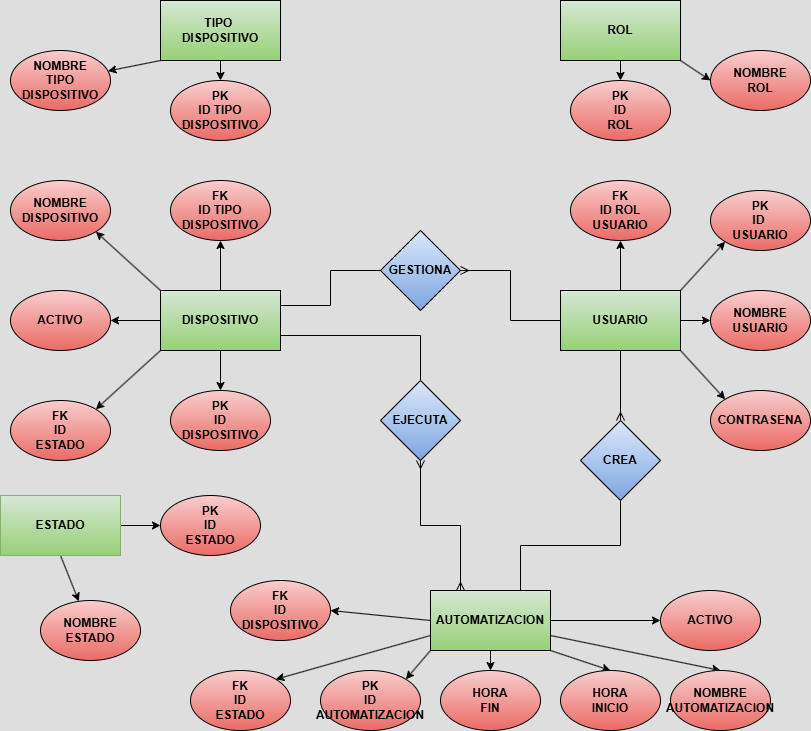 TIPO
DISPOSITIVO
ROL
NOMBRE
TIPO
DISPOSITIVO
PK
ID TIPO
DISPOSITIVO
PK
ID
ROL
NOMBRE
ROL
NOMBRE
DISPOSITIVO
FK
ID TIPO
DISPOSITIVO
FK
ID ROL
USUARIO
PK
ID
USUARIO
GESTIONA
ACTIVO
DISPOSITIVO
USUARIO
NOMBRE
USUARIO
FK
ID
ESTADO
PK
ID
DISPOSITIVO
EJECUTA
CONTRASENA
CREA
ESTADO
PK
ID
ESTADO
NOMBRE
ESTADO
FK
ID
DISPOSITIVO
AUTOMATIZACION
ACTIVO
FK
ID
ESTADO
PK
ID
AUTOMATIZACION
HORA
FIN
HORA
INICIO
NOMBRE
AUTOMATIZACION